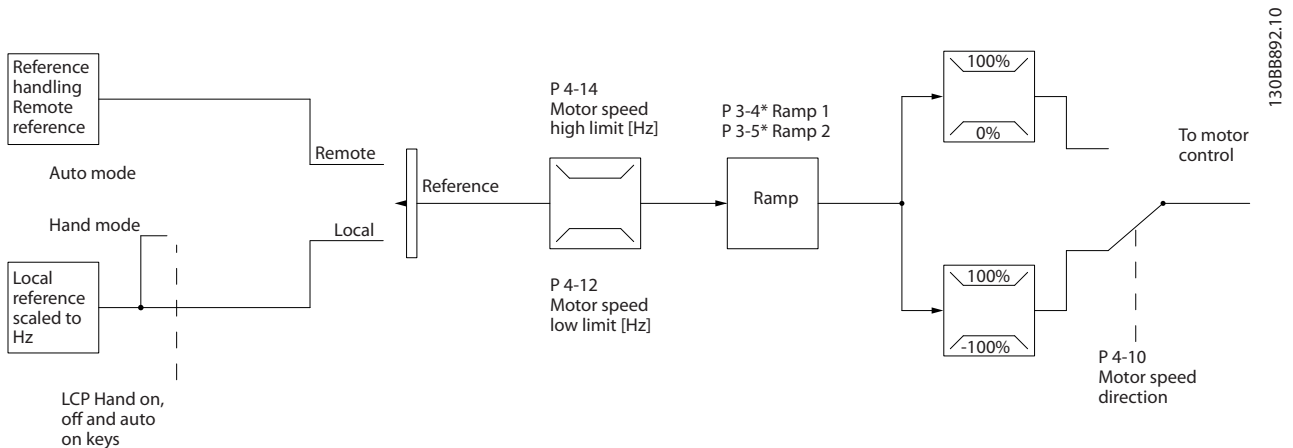 Reference
handling
Remote
reference
Auto mode
Remote
Hand mode
Local
Local
reference
scaled to
Hz
LCP Hand on,
off and auto
on keys
Reference
P 4-14
Motor speed
high limit [Hz]
P 4-12
Motor speed
low limit [Hz]
P 3-4* Ramp 1
P 3-5* Ramp 2
Ramp
100%
0%
100%
-100%
To motor
control
P 4-10
Motor speed
direction
130BB892.10